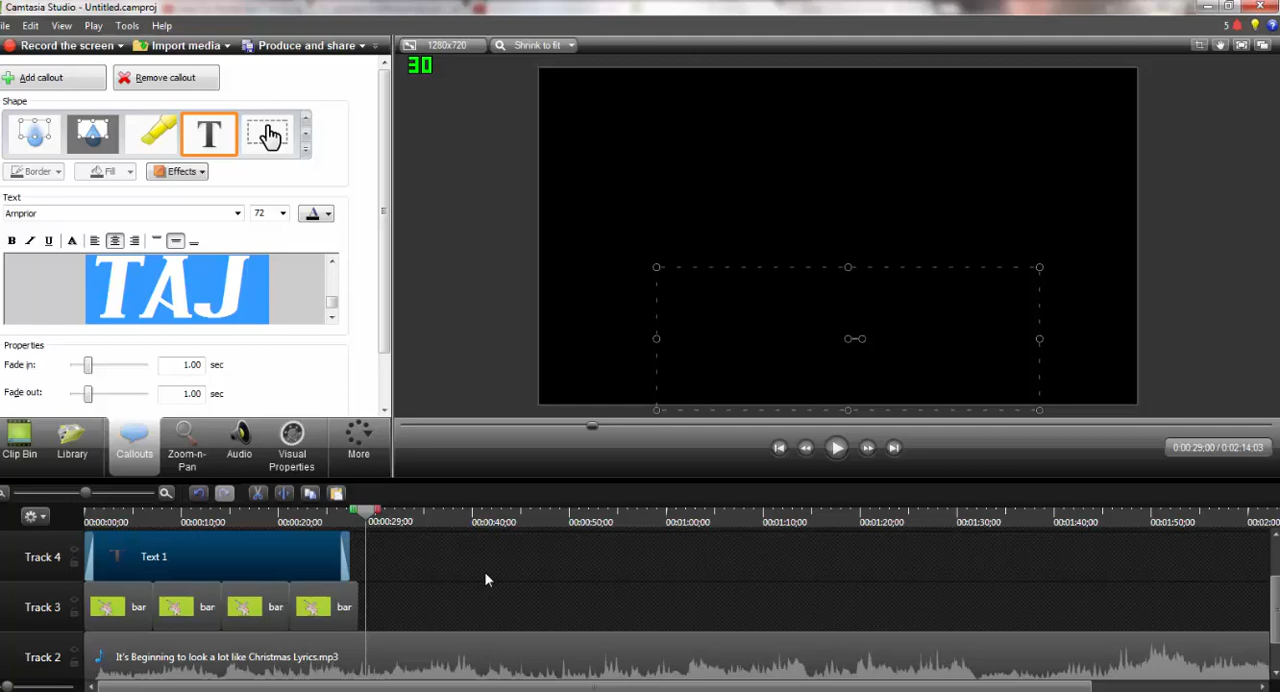 Camtasia Studio - Untitled.camproj
ile Edit View Play Tools Help
5
Record the screen Import media Produce and share 1280x720 Shrink to fit
30
Add callout Remove callout
Shape
T
Border Fill Effects
Text
Arnprior 72 A
B I U A
TAJ
Properties
Fade in: 1.00 sec
Fade out: 1.00 sec
Clip Bin Library Callouts Zoom-n-Pan Audio Visual Properties More
0:00:29;00 / 0:02:14;03
00:00:00;00 00:00:10;00 00:00:20;00 00:00:29;00 00:00:40;00 00:00:50;00 00:01:00;00 00:01:10;00 00:01:20;00 00:01:30;00 00:01:40;00 00:01:50;00 00:02:00
Track 4 T Text 1
Track 3 bar bar bar bar
Track 2 It's Beginning to look a lot like Christmas Lyrics.mp3